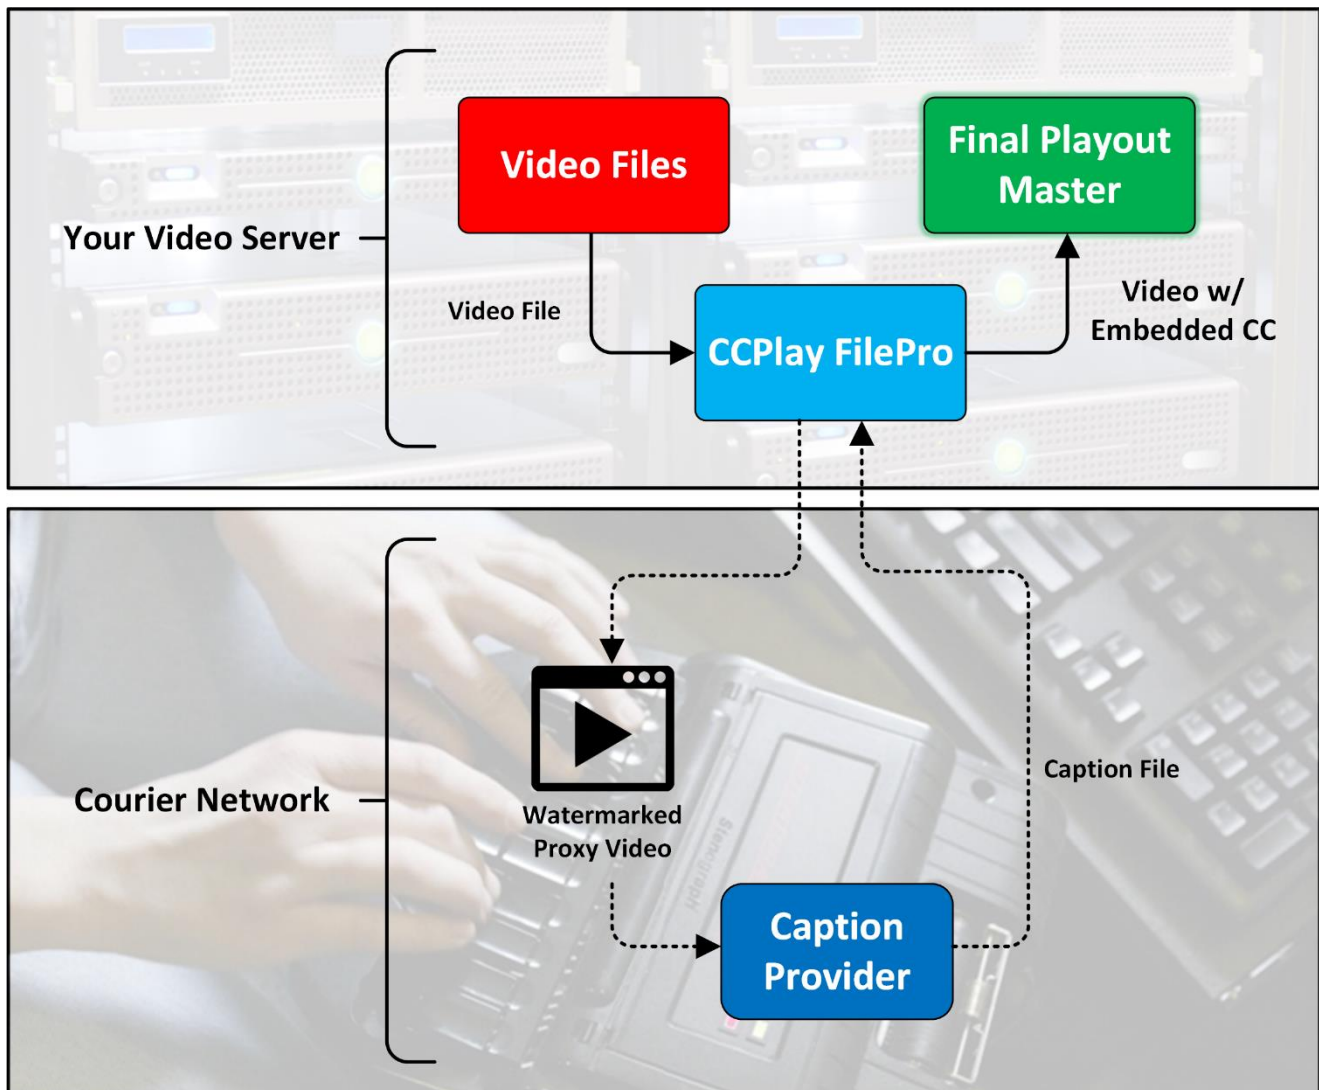 Video Files
Final Playout
Master
Your Video Server
Video File
CCPlay FilePro
Video w/
Embedded CC
Courier Network
Watermarked
Proxy Video
Caption File
Stenograph
Caption
Provider